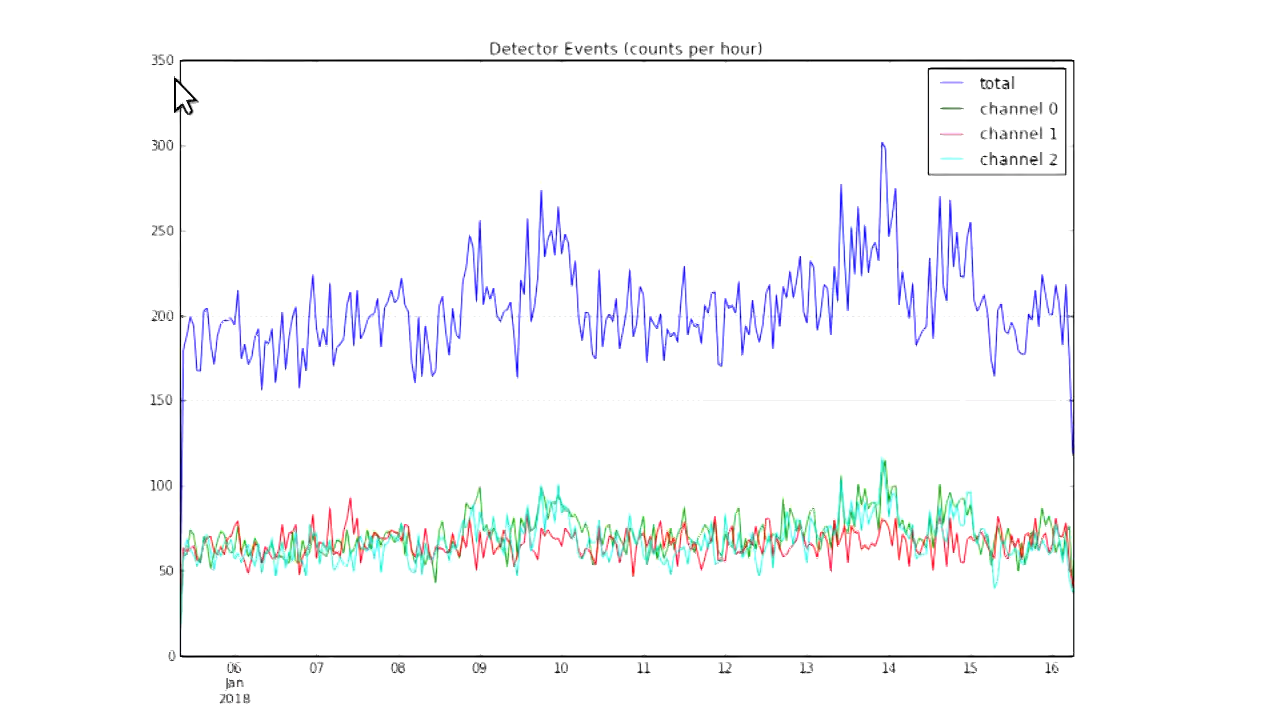 Detector Events (counts per hour)
350
300
250
200
150
100
50
0
total
channel 0
channel 1
channel 2
06 07 08 09 10 11 12 13 14 15 16
Jan
2018